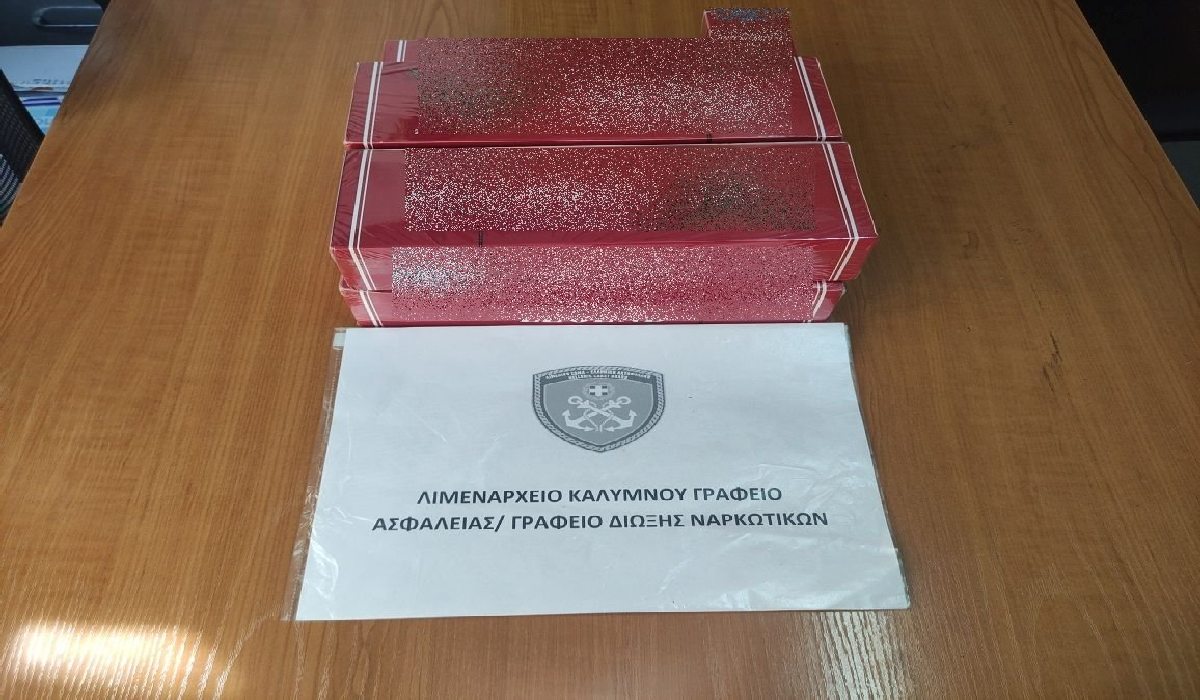 ΛΙΜΕΝΑΡΧΕΙΟ ΚΑΛΥΜΝΟΥ ΓΡΑΦΕΙΟ
ΑΣΦΑΛΕΙΑΣ/ ΓΡΑΦΕΙΟ ΔΙΩΞΗΣ ΝΑΡΚΩΤΙΚΩΝ